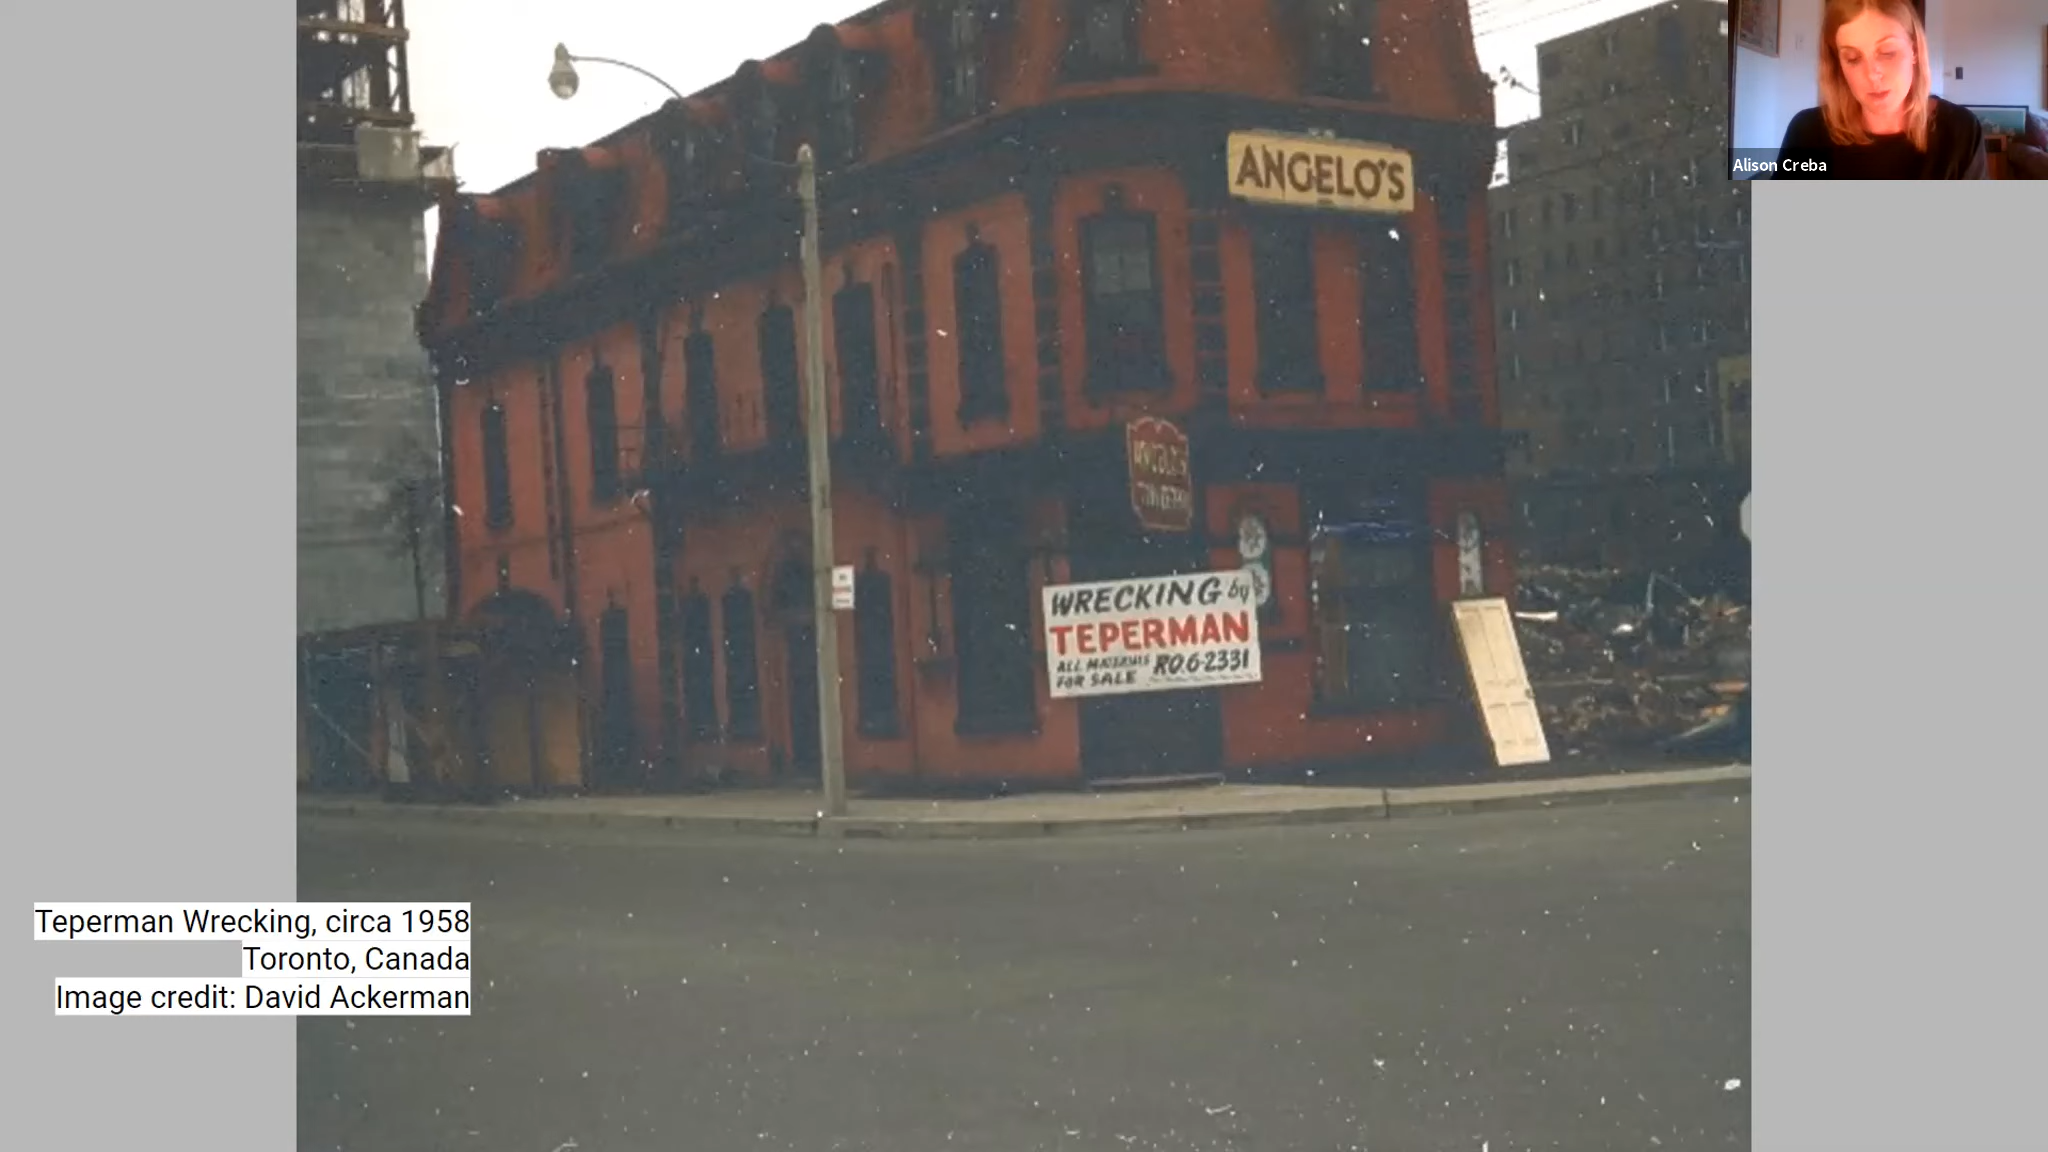 ANGELO'S
Alison Creba
WRECKING by
TEPERMAN
ALL MATERIALS RO.6-2331
FOR SALE
Teperman Wrecking, circa 1958
Toronto, Canada
Image credit: David Ackerman